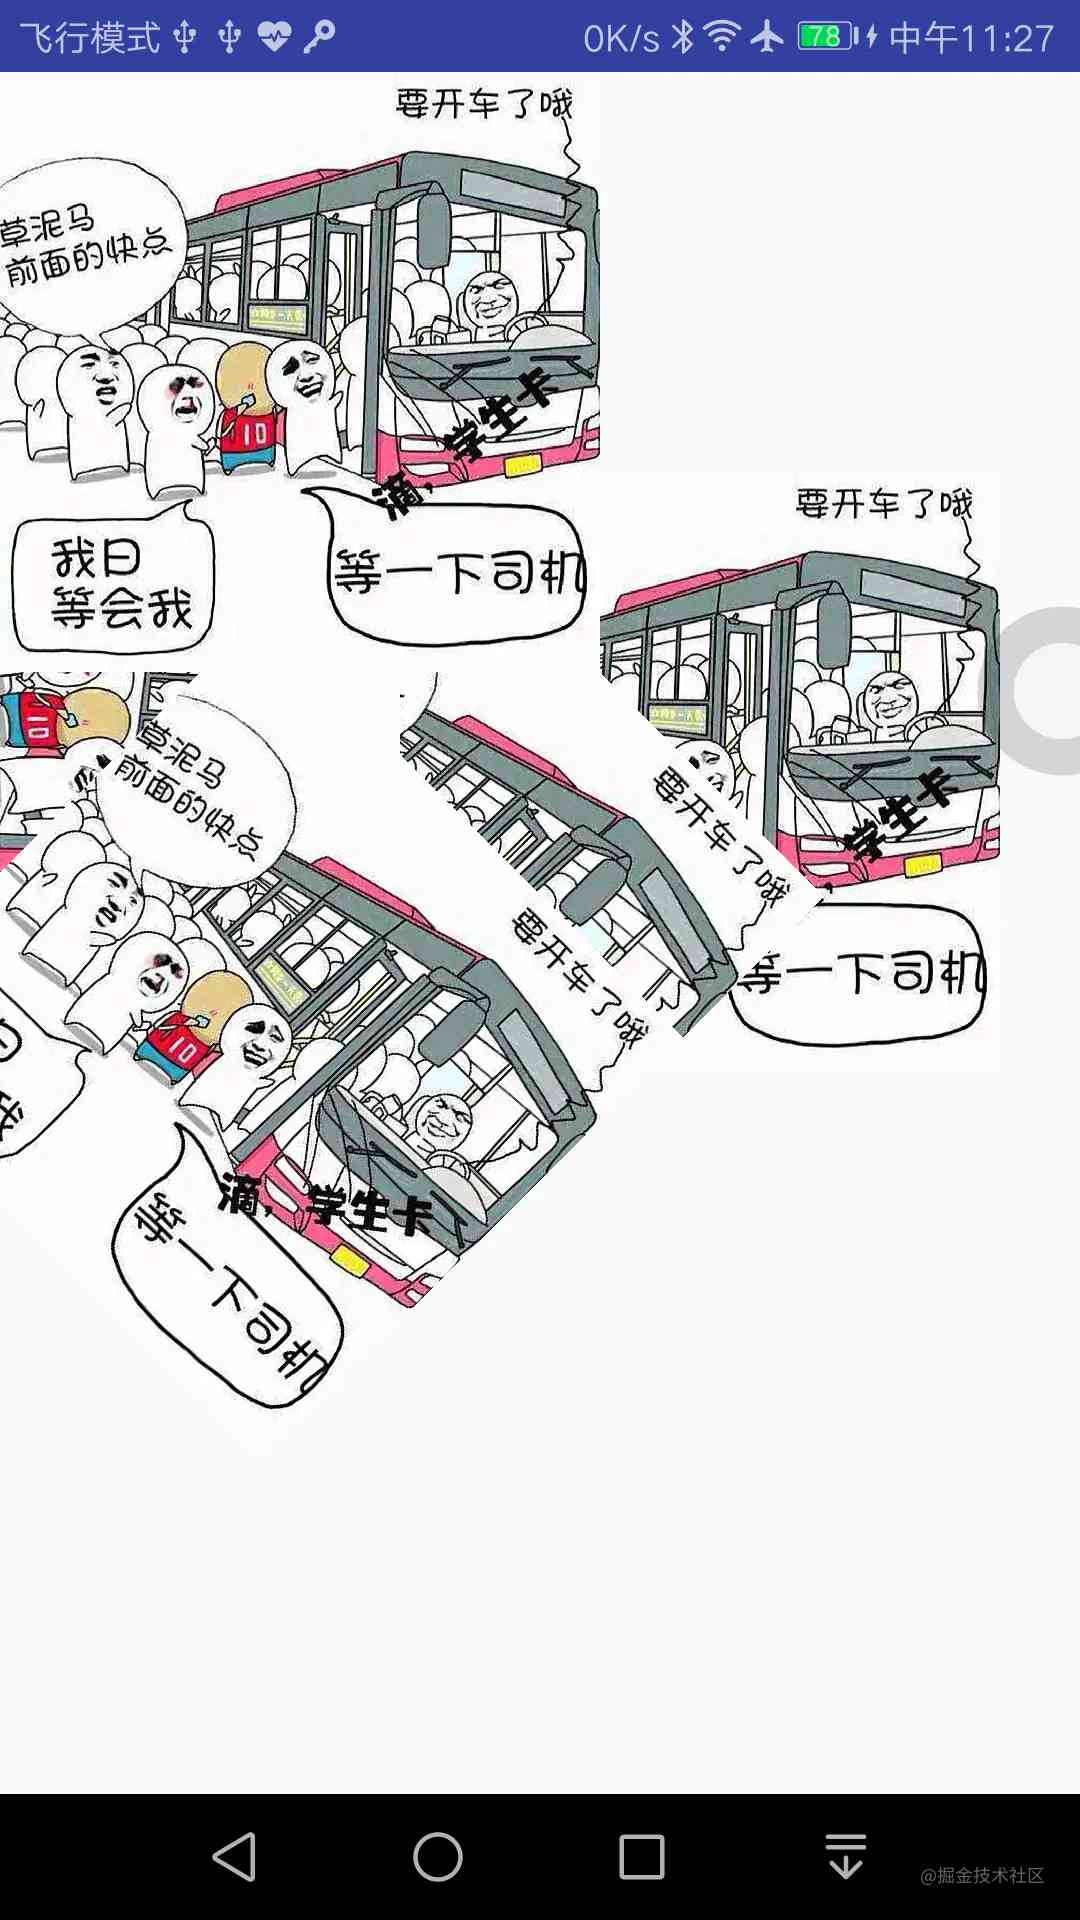 飞行模式
0K/s 78 中午11:27
要开车了哦
草泥马
前面的快点
学生卡
滴，
我日
等会我
等一下司机
要开车了哦
草泥马
前面的快点
要开车了哦
学生卡
要开车了哦
等一下司机
日
我
10
10
10
滴，学生卡
等一下司机
@掘金技术社区